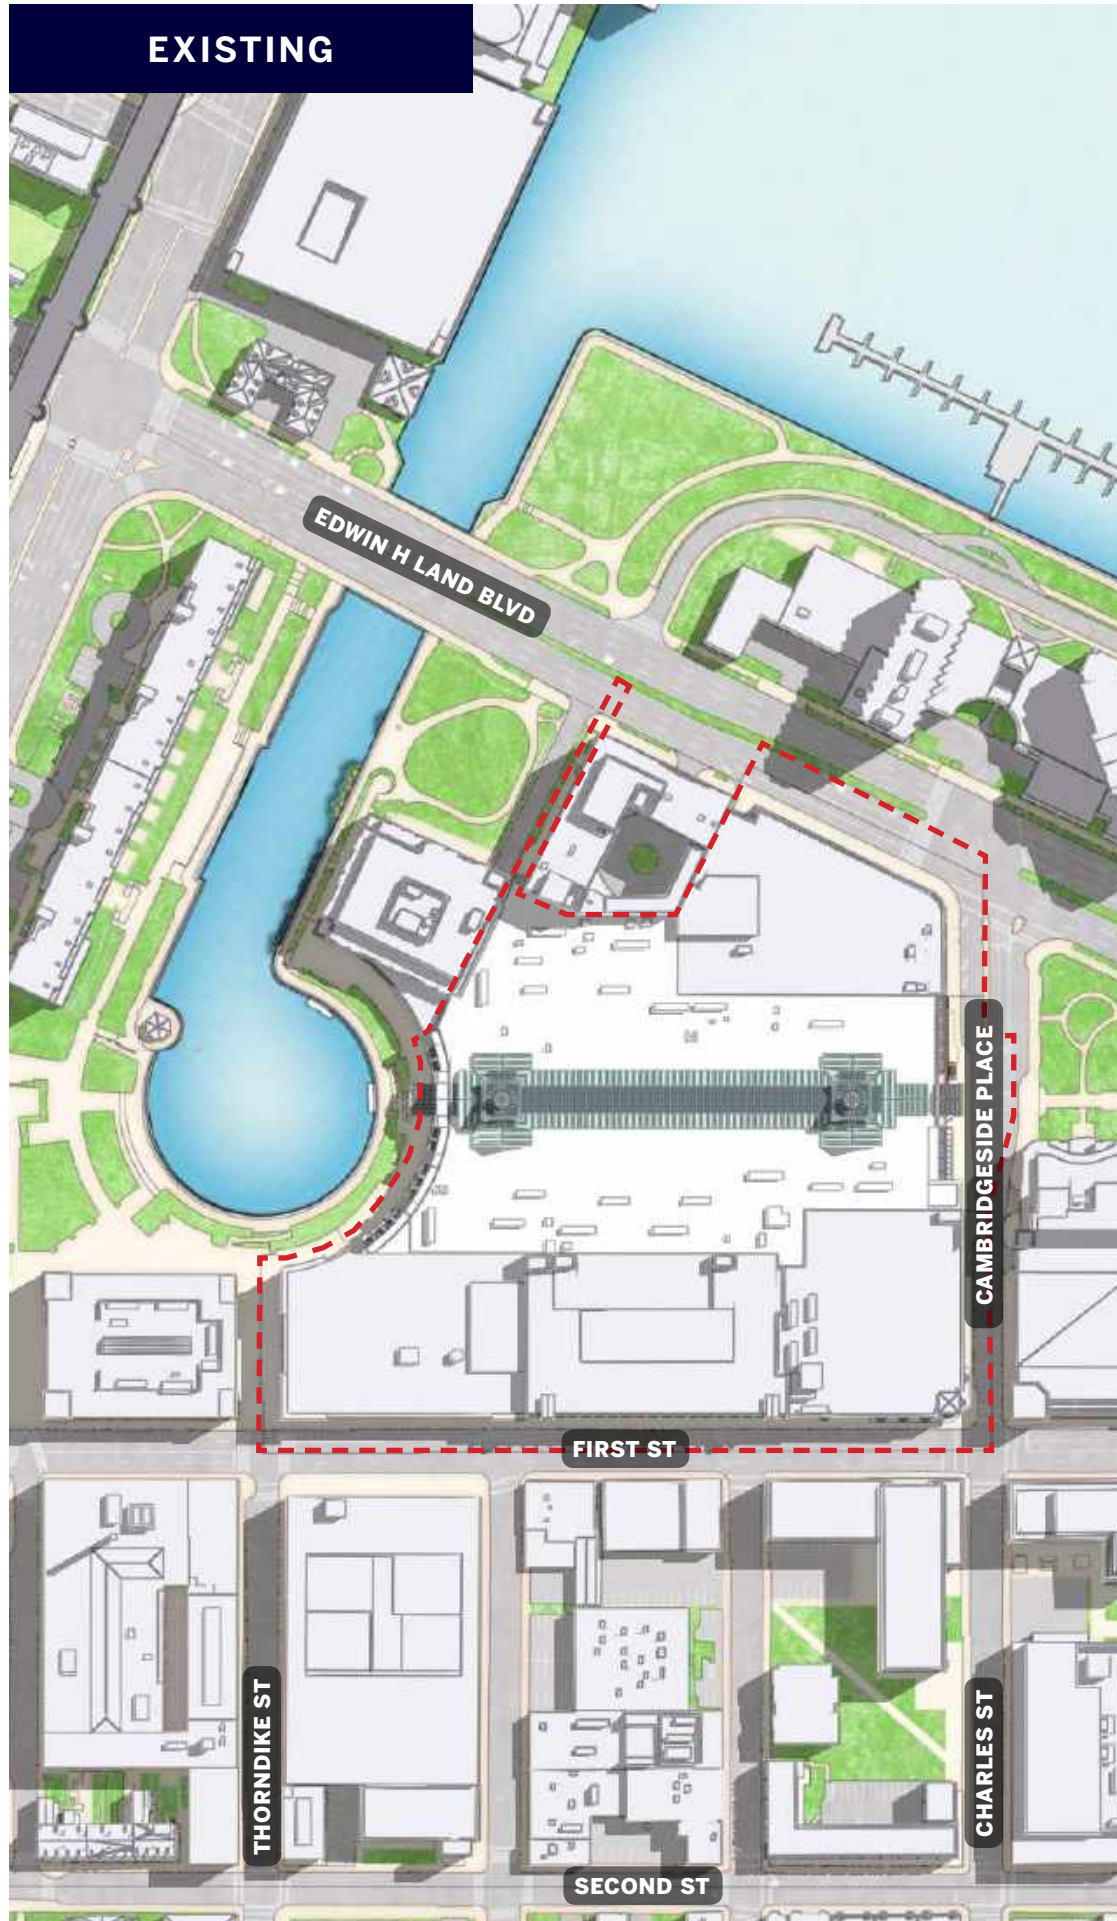 EXISTING
EDWIN H LAND BLVD
CAMBRIDGESIDE PLACE
FIRST ST
THORNDIKE ST
CHARLES ST
SECOND ST